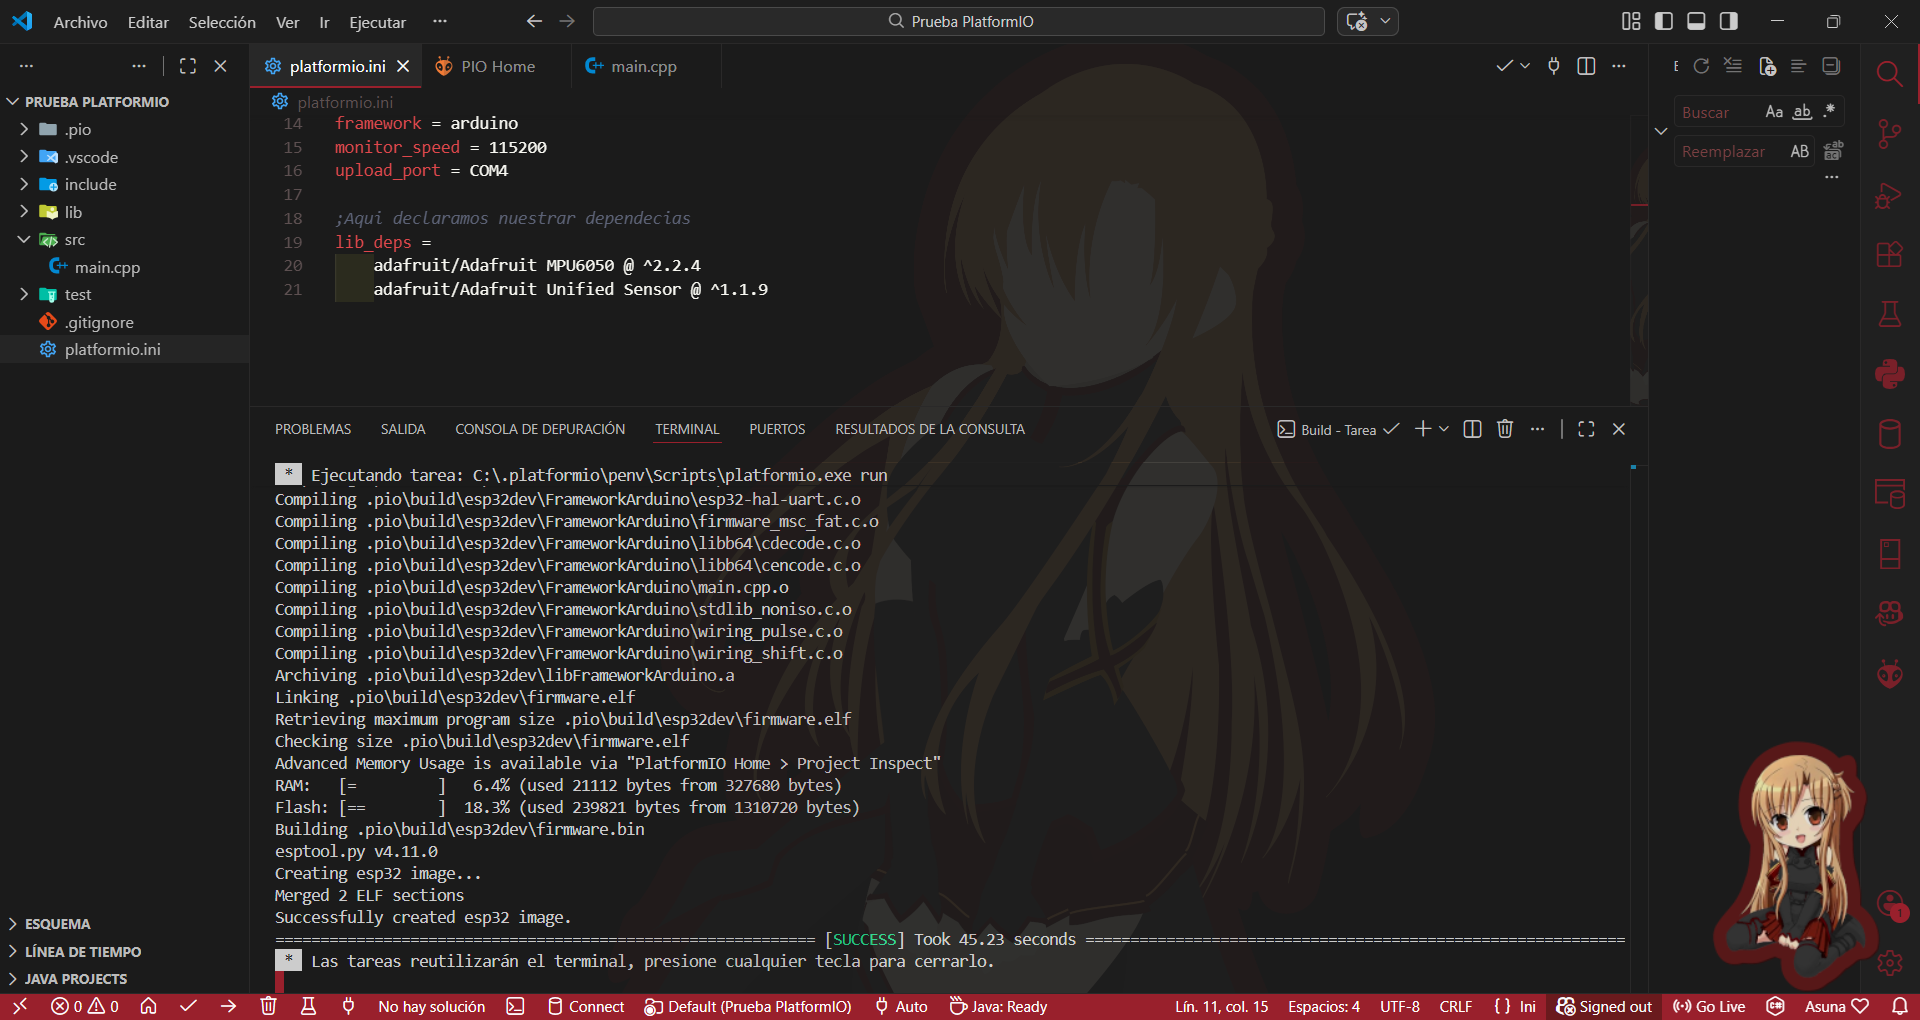 Archivo Editar Selección Ver Ir Ejecutar ··· Prueba PlatformIO
platformio.ini PIO Home main.cpp
PRUEBA PLATFORMIO
.pio
.vscode
include
lib
src
main.cpp
test
.gitignore
platformio.ini
ESQUEMA
LÍNEA DE TIEMPO
JAVA PROJECTS
platformio.ini
14 framework = arduino
15 monitor_speed = 115200
16 upload_port = COM4
17
18 ;Aqui declaramos nuestrar dependecias
19 lib_deps =
20 adafruit/Adafruit MPU6050 @ ^2.2.4
21 adafruit/Adafruit Unified Sensor @ ^1.1.9
PROBLEMAS SALIDA CONSOLA DE DEPURACIÓN TERMINAL PUERTOS RESULTADOS DE LA CONSULTA Build - Tarea
* Ejecutando tarea: C:\.platformio\penv\Scripts\platformio.exe run
Compiling .pio\build\esp32dev\FrameworkArduino\esp32-hal-uart.c.o
Compiling .pio\build\esp32dev\FrameworkArduino\firmware_msc_fat.c.o
Compiling .pio\build\esp32dev\FrameworkArduino\libb64\cdecode.c.o
Compiling .pio\build\esp32dev\FrameworkArduino\libb64\cencode.c.o
Compiling .pio\build\esp32dev\FrameworkArduino\main.cpp.o
Compiling .pio\build\esp32dev\FrameworkArduino\stdlib_noniso.c.o
Compiling .pio\build\esp32dev\FrameworkArduino\wiring_pulse.c.o
Compiling .pio\build\esp32dev\FrameworkArduino\wiring_shift.c.o
Archiving .pio\build\esp32dev\libFrameworkArduino.a
Linking .pio\build\esp32dev\firmware.elf
Retrieving maximum program size .pio\build\esp32dev\firmware.elf
Checking size .pio\build\esp32dev\firmware.elf
Advanced Memory Usage is available via "PlatformIO Home > Project Inspect"
RAM: [= ] 6.4% (used 21112 bytes from 327680 bytes)
Flash: [== ] 18.3% (used 239821 bytes from 1310720 bytes)
Building .pio\build\esp32dev\firmware.bin
esptool.py v4.11.0
Creating esp32 image...
Merged 2 ELF sections
Successfully created esp32 image.
============================================================ [SUCCESS] Took 45.23 seconds ============================================================
* Las tareas reutilizarán el terminal, presione cualquier tecla para cerrarlo.
Buscar Aa ab .*
Reemplazar AB
1
0 0 No hay solución Connect Default (Prueba PlatformIO) Auto Java: Ready Lín. 11, col. 15 Espacios: 4 UTF-8 CRLF { } Ini Signed out Go Live Asuna